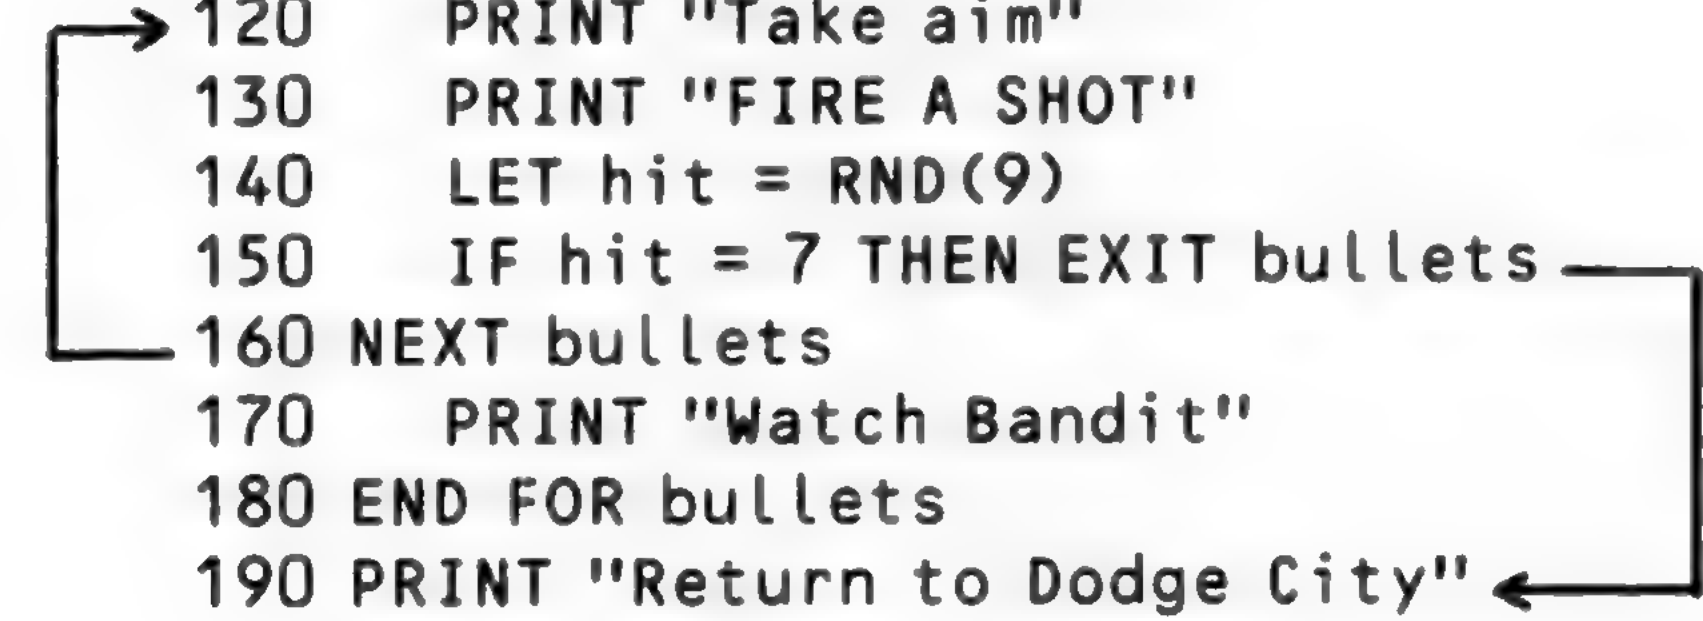 120 PRINT "Take aim"
130 PRINT "FIRE A SHOT"
140 LET hit = RND(9)
150 IF hit = 7 THEN EXIT bullets
160 NEXT bullets
170 PRINT "Watch Bandit"
180 END FOR bullets
190 PRINT "Return to Dodge City"